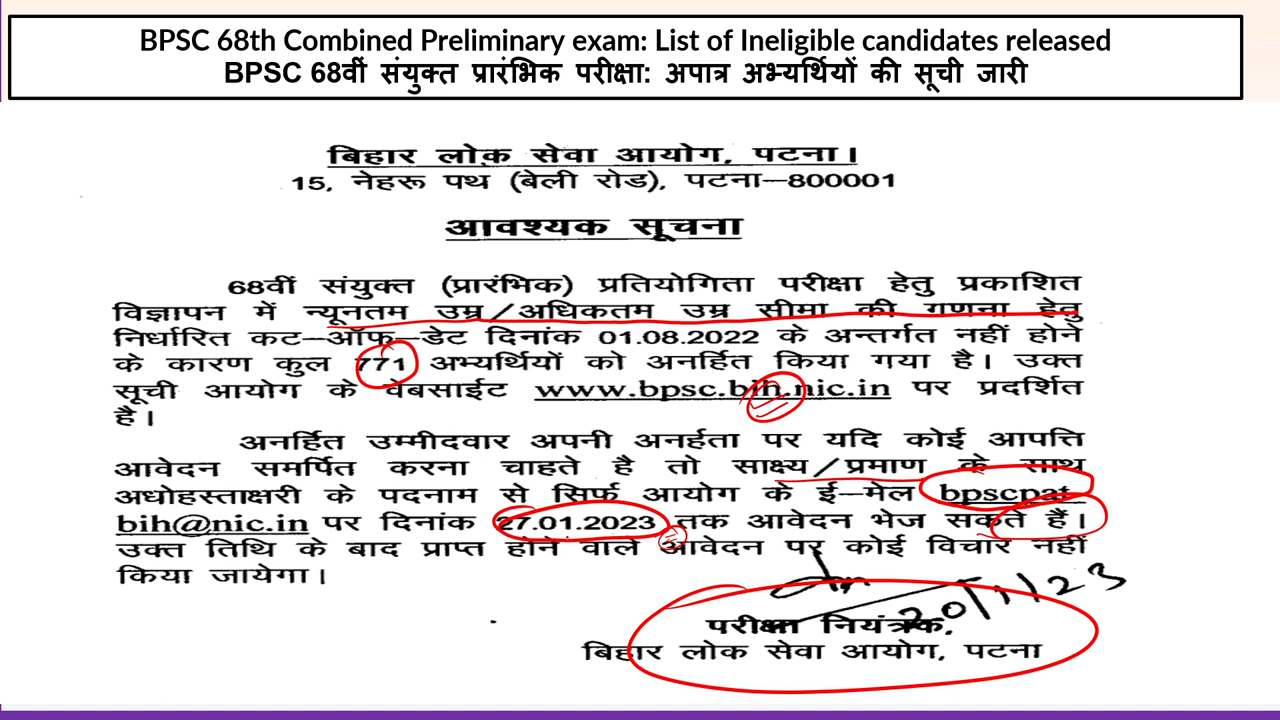 BPSC 68th Combined Preliminary exam: List of Ineligible candidates released
BPSC 68वीं संयुक्त प्रारंभिक परीक्षा: अपात्र अभ्यर्थियों की सूची जारी
बिहार लोक सेवा आयोग, पटना।
15, नेहरू पथ (बेली रोड), पटना–800001
आवश्यक सूचना
68वीं संयुक्त (प्रारंभिक) प्रतियोगिता परीक्षा हेतु प्रकाशित
विज्ञापन में न्यूनतम उम्र/अधिकतम उम्र सीमा की गणना हेतु
निर्धारित कट–ऑफ–डेट दिनांक 01.08.2022 के अन्तर्गत नहीं होने
के कारण कुल 771 अभ्यर्थियों को अनर्हित किया गया है। उक्त
सूची आयोग के वेबसाईट www.bpsc.bih.nic.in पर प्रदर्शित
है।
अनर्हित उम्मीदवार अपनी अनर्हता पर यदि कोई आपत्ति
आवेदन समर्पित करना चाहते है तो साक्ष्य/प्रमाण के साथ
अधोहस्ताक्षरी के पदनाम से सिर्फ आयोग के ई–मेल bpscpat-
bih@nic.in पर दिनांक 27.01.2023 तक आवेदन भेज सकते हैं।
उक्त तिथि के बाद प्राप्त होने वाले आवेदन पर कोई विचार नहीं
किया जायेगा।
20/1/23
परीक्षा नियंत्रक,
बिहार लोक सेवा आयोग, पटना